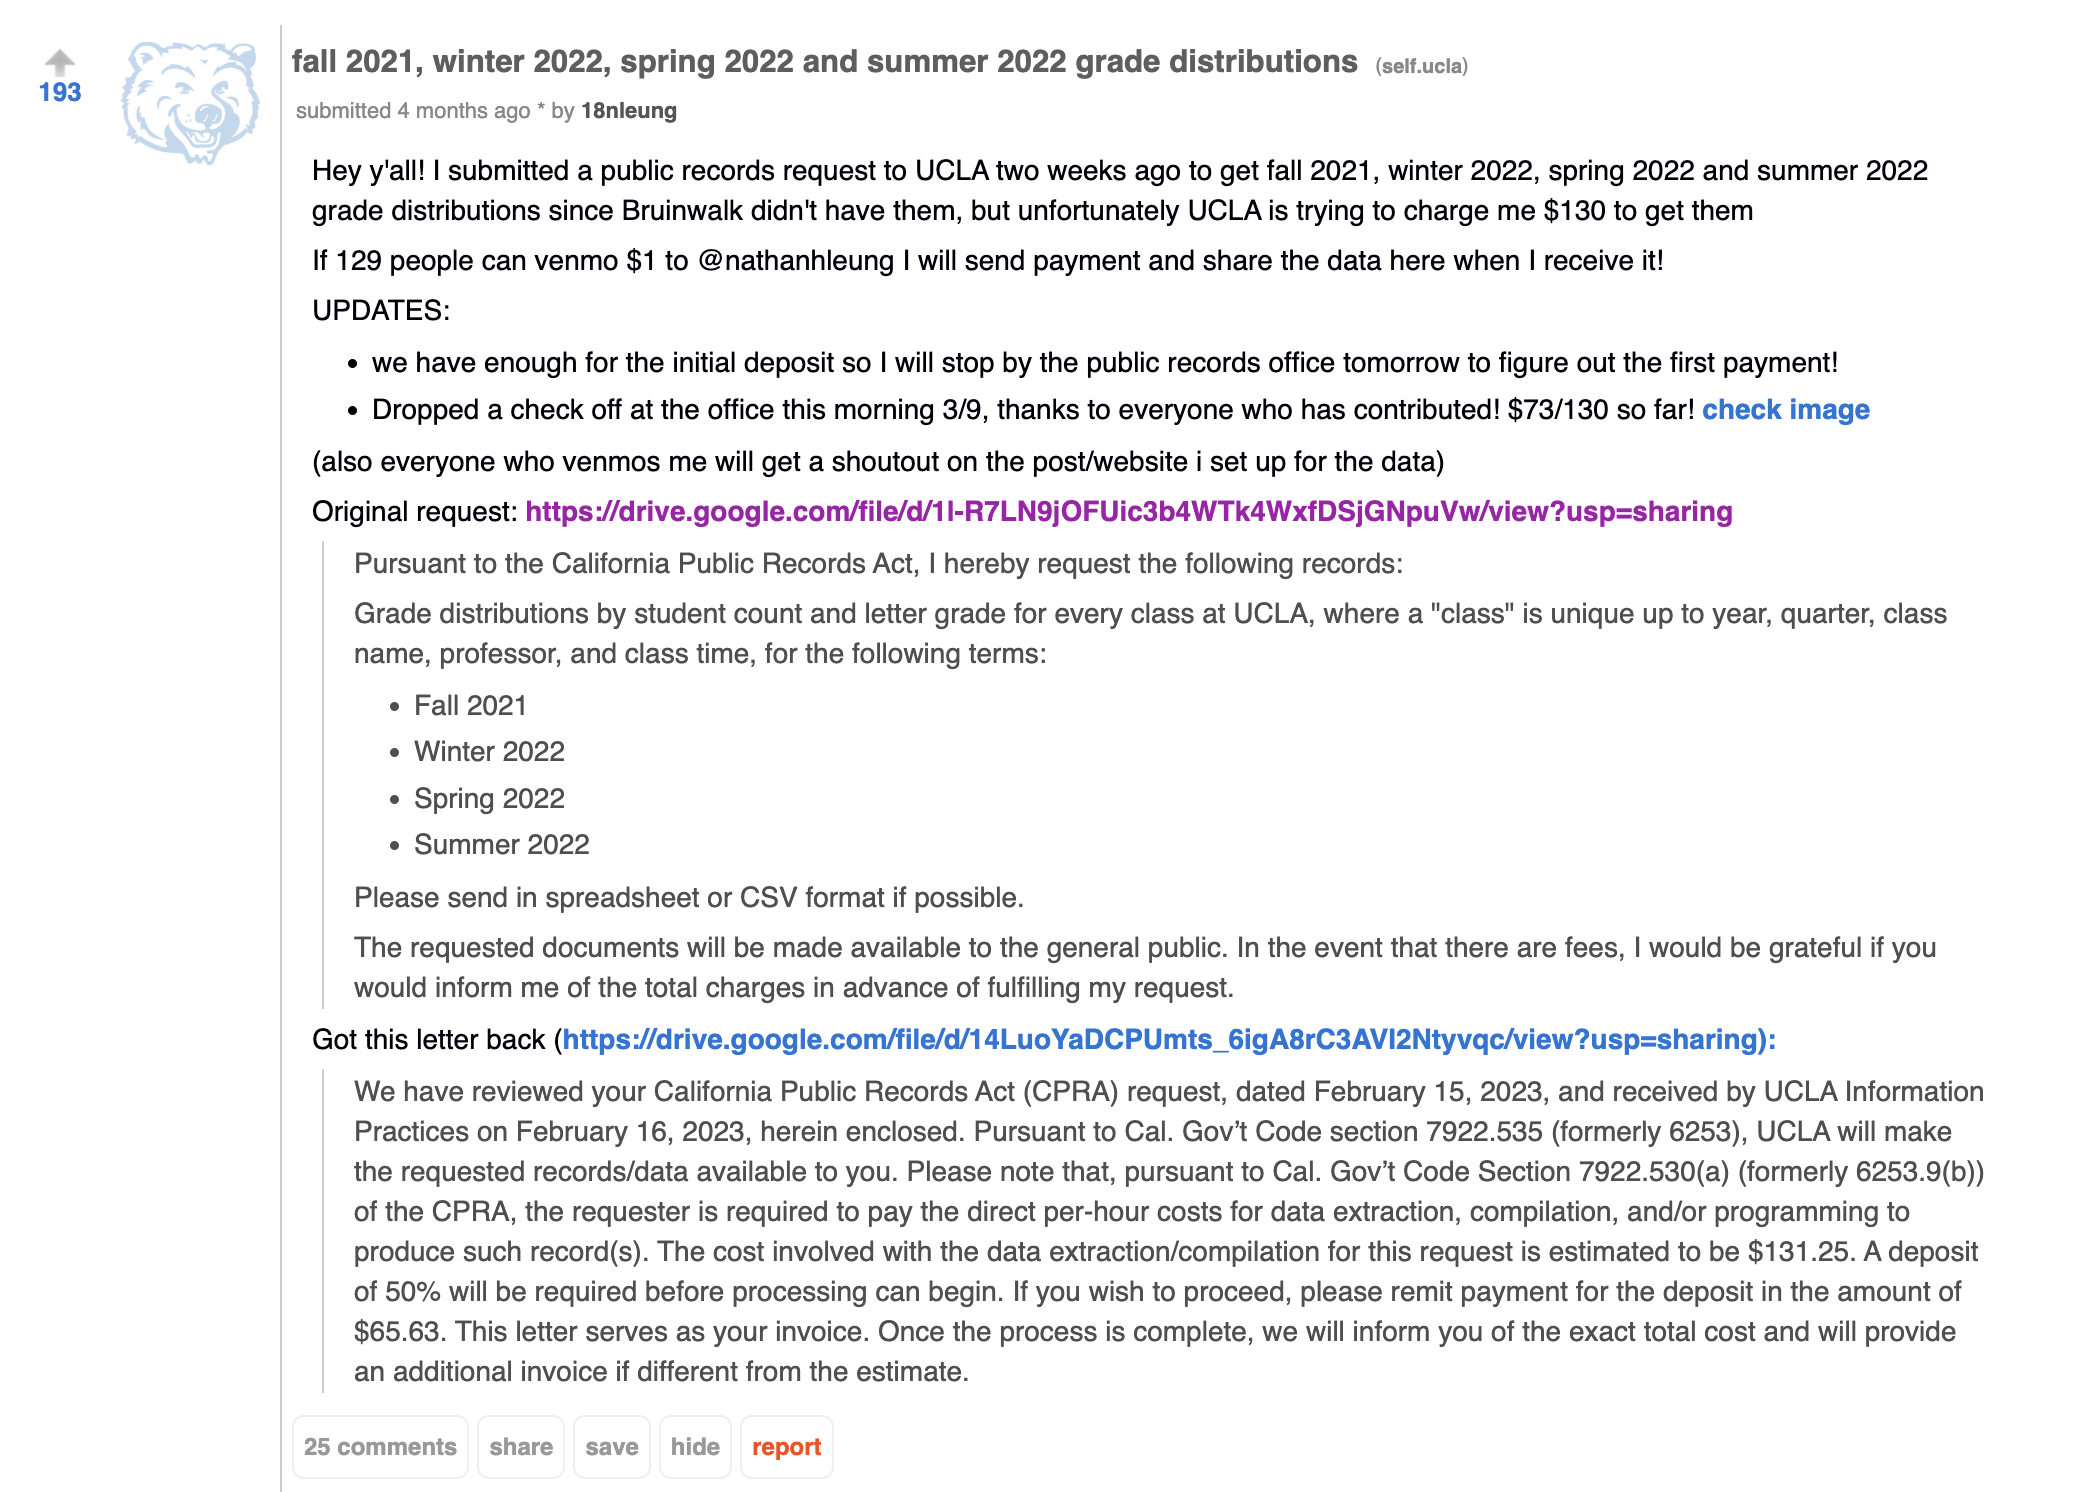 193
fall 2021, winter 2022, spring 2022 and summer 2022 grade distributions (self.ucla)
submitted 4 months ago * by 18nleung
Hey y'all! I submitted a public records request to UCLA two weeks ago to get fall 2021, winter 2022, spring 2022 and summer 2022
grade distributions since Bruinwalk didn't have them, but unfortunately UCLA is trying to charge me $130 to get them
If 129 people can venmo $1 to @nathanhleung I will send payment and share the data here when I receive it!
UPDATES:
• we have enough for the initial deposit so I will stop by the public records office tomorrow to figure out the first payment!
• Dropped a check off at the office this morning 3/9, thanks to everyone who has contributed! $73/130 so far! check image
(also everyone who venmos me will get a shoutout on the post/website i set up for the data)
Original request: https://drive.google.com/file/d/1I-R7LN9jOFUic3b4WTk4WxfDSjGNpuVw/view?usp=sharing
Pursuant to the California Public Records Act, I hereby request the following records:
Grade distributions by student count and letter grade for every class at UCLA, where a "class" is unique up to year, quarter, class
name, professor, and class time, for the following terms:
• Fall 2021
• Winter 2022
• Spring 2022
• Summer 2022
Please send in spreadsheet or CSV format if possible.
The requested documents will be made available to the general public. In the event that there are fees, I would be grateful if you
would inform me of the total charges in advance of fulfilling my request.
Got this letter back (https://drive.google.com/file/d/14LuoYaDCPUmts_6igA8rC3AVl2Ntyvqc/view?usp=sharing):
We have reviewed your California Public Records Act (CPRA) request, dated February 15, 2023, and received by UCLA Information
Practices on February 16, 2023, herein enclosed. Pursuant to Cal. Gov’t Code section 7922.535 (formerly 6253), UCLA will make
the requested records/data available to you. Please note that, pursuant to Cal. Gov’t Code Section 7922.530(a) (formerly 6253.9(b))
of the CPRA, the requester is required to pay the direct per-hour costs for data extraction, compilation, and/or programming to
produce such record(s). The cost involved with the data extraction/compilation for this request is estimated to be $131.25. A deposit
of 50% will be required before processing can begin. If you wish to proceed, please remit payment for the deposit in the amount of
$65.63. This letter serves as your invoice. Once the process is complete, we will inform you of the exact total cost and will provide
an additional invoice if different from the estimate.
25 comments share save hide report